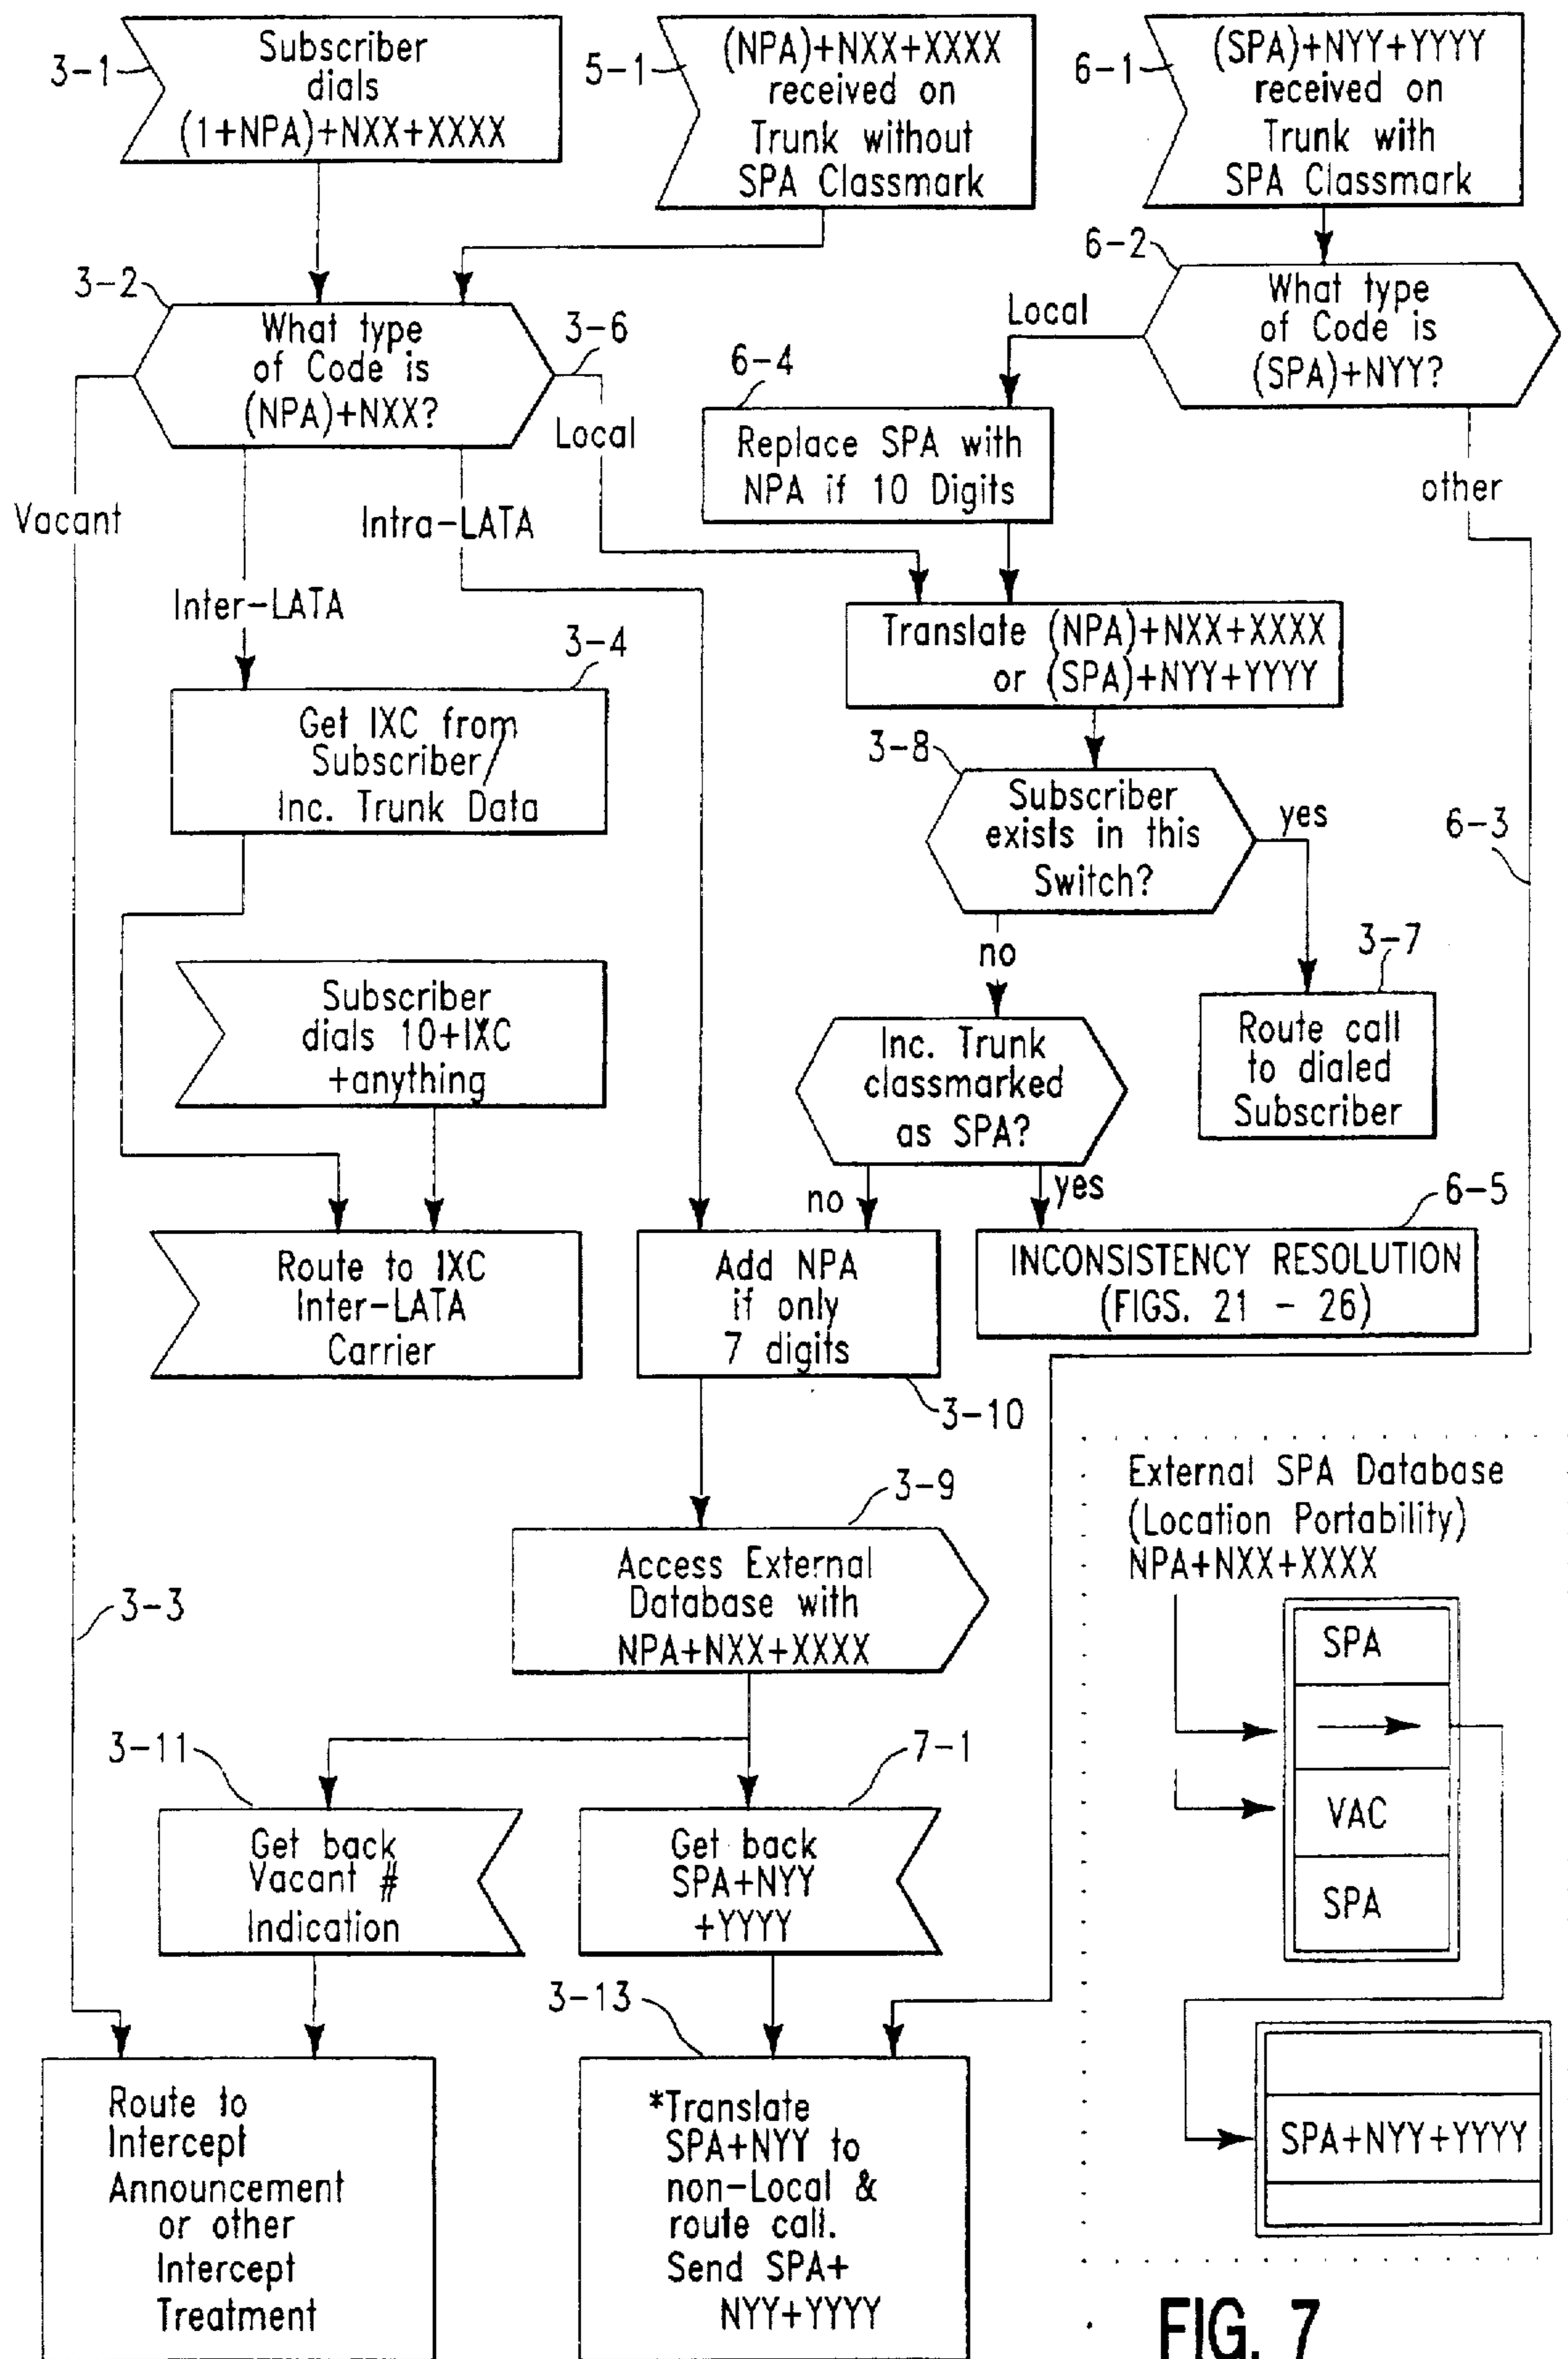 3-1
Subscriber
dials
(1+NPA)+NXX+XXXX
5-1
(NPA)+NXX+XXXX
received on
Trunk without
SPA Classmark
6-1
(SPA)+NYY+YYYY
received on
Trunk with
SPA Classmark
3-2
What type
of Code is
(NPA)+NXX?
3-6
Local
Vacant
Inter-LATA
Intra-LATA
6-2
What type
of Code is
(SPA)+NYY?
Local
other
6-4
Replace SPA with
NPA if 10 Digits
Translate (NPA)+NXX+XXXX
or (SPA)+NYY+YYYY
3-4
Get IXC from
Subscriber/
Inc. Trunk Data
3-8
Subscriber
exists in this
Switch?
yes
no
6-3
3-7
Route call
to dialed
Subscriber
Subscriber
dials 10+IXC
+anything
Inc. Trunk
classmarked
as SPA?
no
yes
6-5
INCONSISTENCY RESOLUTION
(FIGS. 21 - 26)
Route to IXC
Inter-LATA
Carrier
Add NPA
if only
7 digits
3-10
3-9
Access External
Database with
NPA+NXX+XXXX
3-3
External SPA Database
(Location Portability)
NPA+NXX+XXXX
SPA
VAC
SPA
SPA+NYY+YYYY
3-11
Get back
Vacant #
Indication
7-1
Get back
SPA+NYY
+YYYY
3-13
Route to
Intercept
Announcement
or other
Intercept
Treatment
*Translate
SPA+NYY to
non-Local &
route call.
Send SPA+
NYY+YYYY
FIG. 7